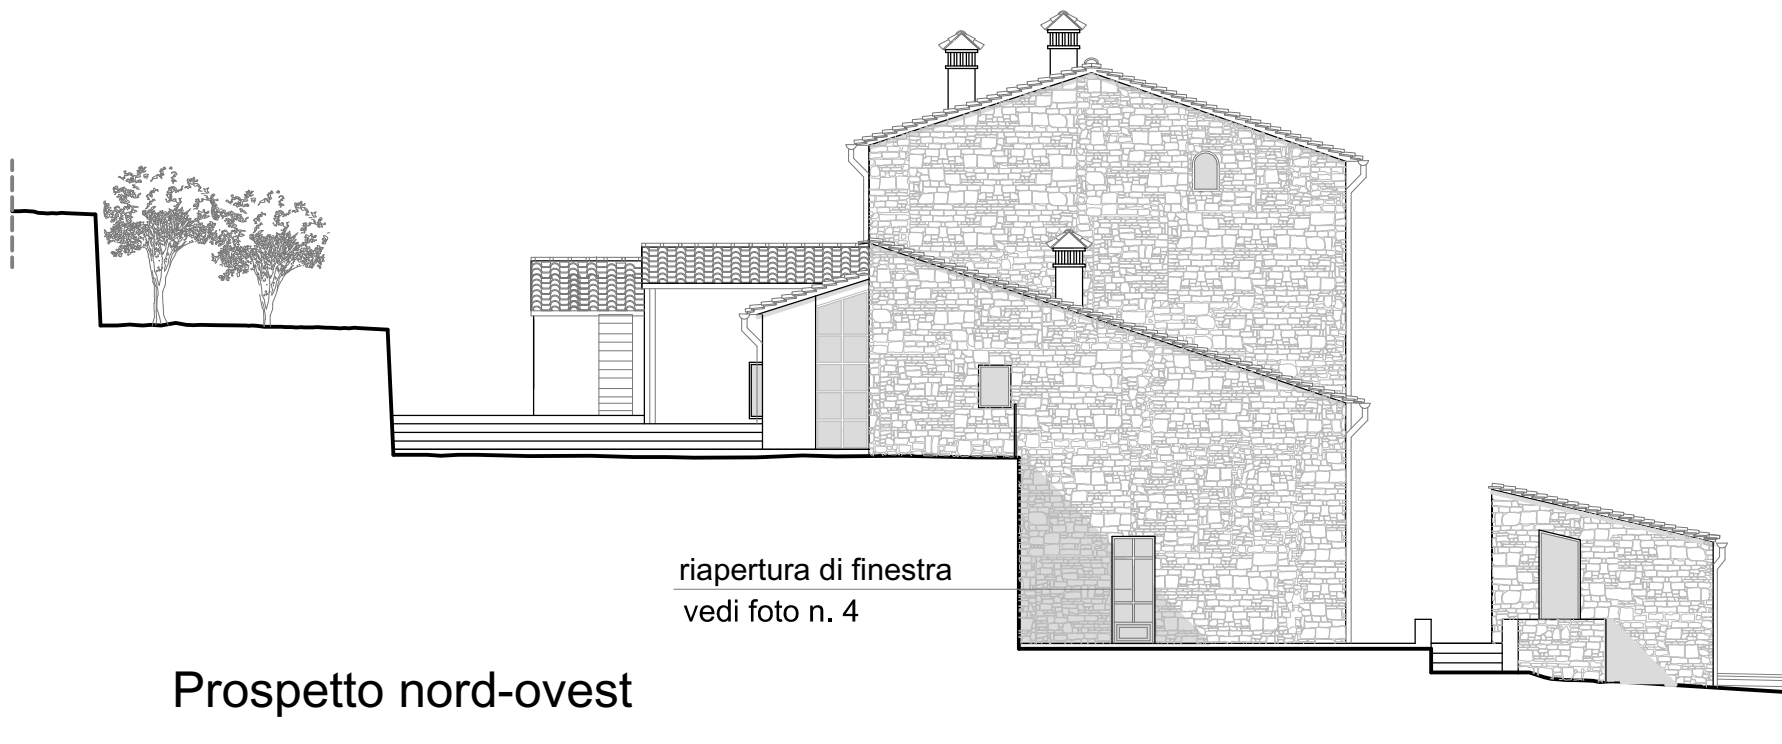 riapertura di finestra
vedi foto n. 4
Prospetto nord-ovest